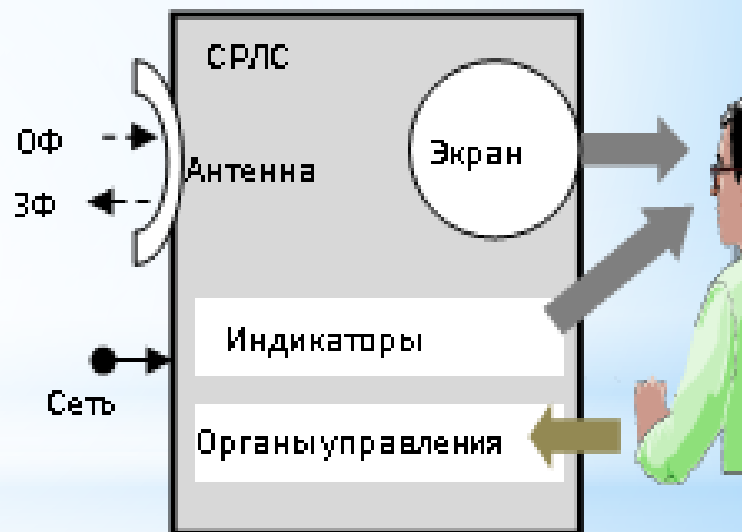 СРЛС
ОФ
Экран
Антенна
ЗФ
Индикаторы
Сеть
Органыуправления